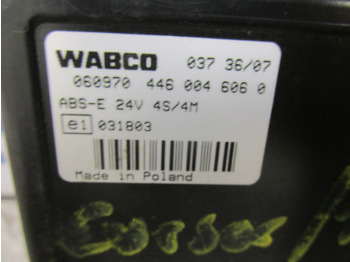 WABCO 037 36/07
060970 446 004 606 0
ABS-E 24V 4S/4M
e1 031803
Made in Poland